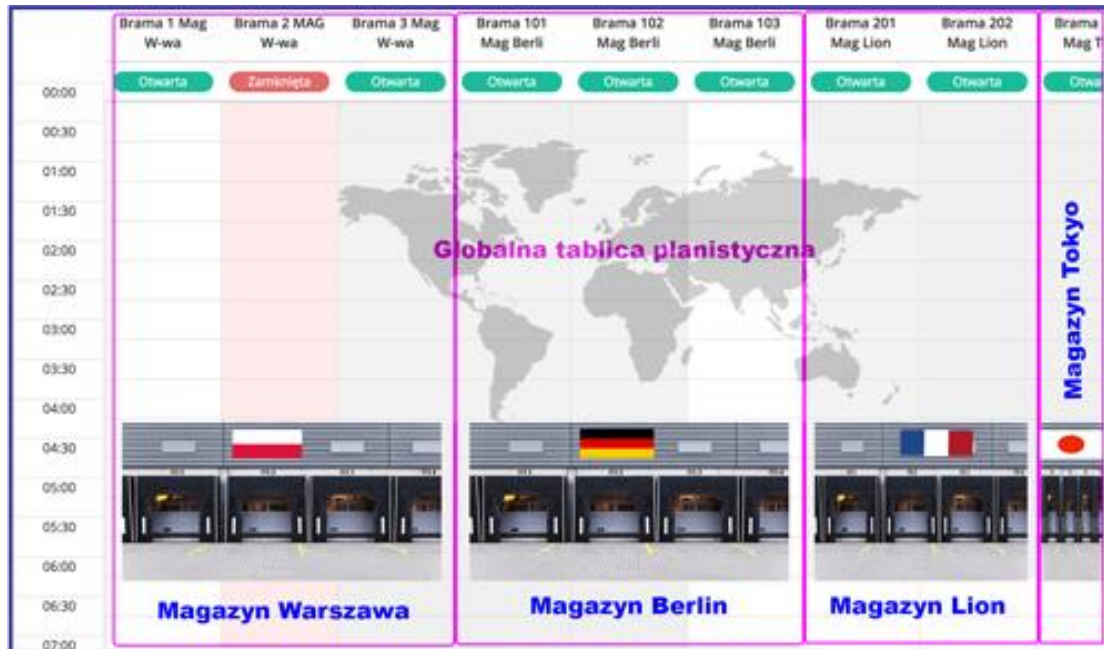 Brama 1 Mag
W-wa
Brama 2 MAG
W-wa
Brama 3 Mag
W-wa
Brama 101
Mag Berli
Brama 102
Mag Berli
Brama 103
Mag Berli
Brama 201
Mag Lion
Brama 202
Mag Lion
Brama
Mag T
Otwarta
Zamknięta
Otwarta
Otwarta
Otwarta
Otwarta
Otwarta
Otwarta
Otwa
00:00
00:30
01:00
01:30
02:00
02:30
03:00
03:30
04:00
04:30
05:00
05:30
06:00
06:30
07:00
Globalna tablica planistyczna
Magazyn Tokyo
Magazyn Warszawa
Magazyn Berlin
Magazyn Lion